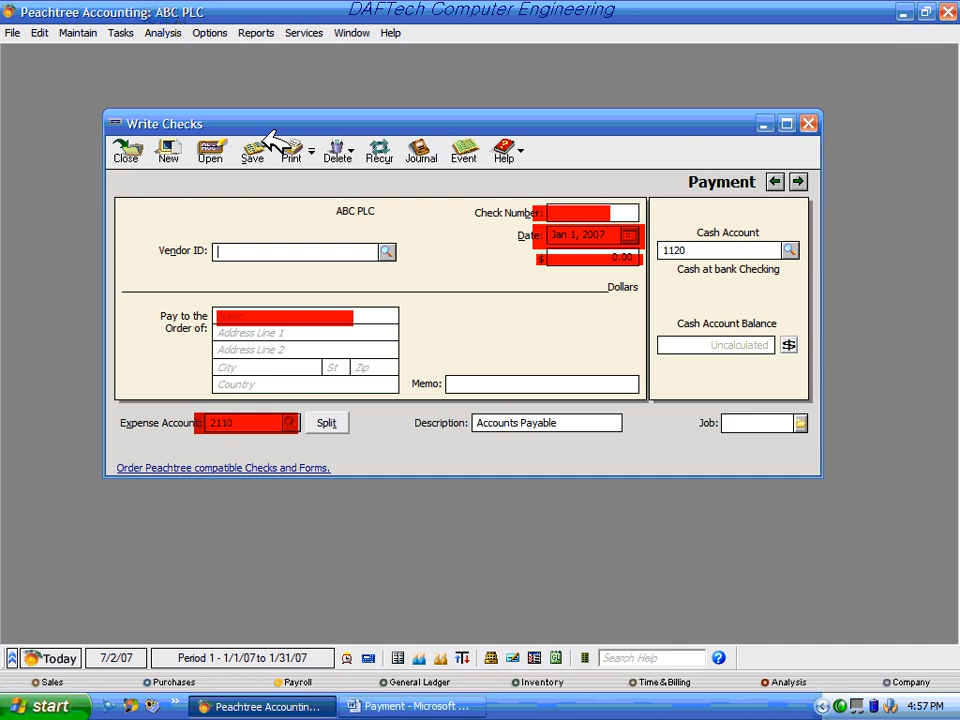 Peachtree Accounting: ABC PLC
DAFTech Computer Engineering
File Edit Maintain Tasks Analysis Options Reports Services Window Help
Write Checks
Close New Open Save Print Delete Recur Journal Event Help
Payment
ABC PLC
Check Number:
Date: Jan 1, 2007
Vendor ID:
$ 0.00
Dollars
Cash Account
1120
Cash at bank Checking
Pay to the
Order of:
Name
Address Line 1
Address Line 2
City St Zip
Country
Memo:
Cash Account Balance
Uncalculated
Expense Account: 2110 Split Description: Accounts Payable Job:
Order Peachtree compatible Checks and Forms.
Today 7/2/07 Period 1 - 1/1/07 to 1/31/07 Search Help
Sales Purchases Payroll General Ledger Inventory Time & Billing Analysis Company
start Peachtree Accountin... Payment - Microsoft ... 4:57 PM